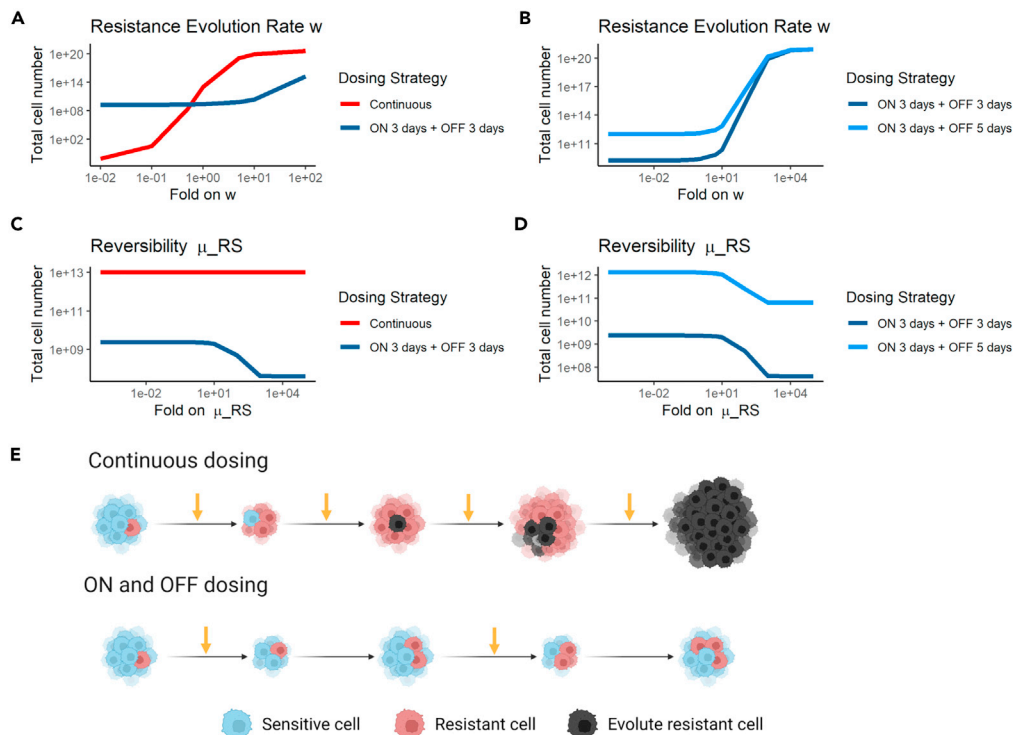 A
Resistance Evolution Rate w
Total cell number
1e+20
1e+14
1e+08
1e+02
1e-02 1e-01 1e+00 1e+01 1e+02
Fold on w
Dosing Strategy
Continuous
ON 3 days + OFF 3 days
B
Resistance Evolution Rate w
Total cell number
1e+20
1e+17
1e+14
1e+11
1e-02 1e+01 1e+04
Fold on w
Dosing Strategy
ON 3 days + OFF 3 days
ON 3 days + OFF 5 days
C
Reversibility μ_RS
Total cell number
1e+13
1e+11
1e+09
1e-02 1e+01 1e+04
Fold on μ_RS
Dosing Strategy
Continuous
ON 3 days + OFF 3 days
D
Reversibility μ_RS
Total cell number
1e+12
1e+11
1e+10
1e+09
1e+08
1e-02 1e+01 1e+04
Fold on μ_RS
Dosing Strategy
ON 3 days + OFF 3 days
ON 3 days + OFF 5 days
E
Continuous dosing
ON and OFF dosing
Sensitive cell Resistant cell Evolute resistant cell